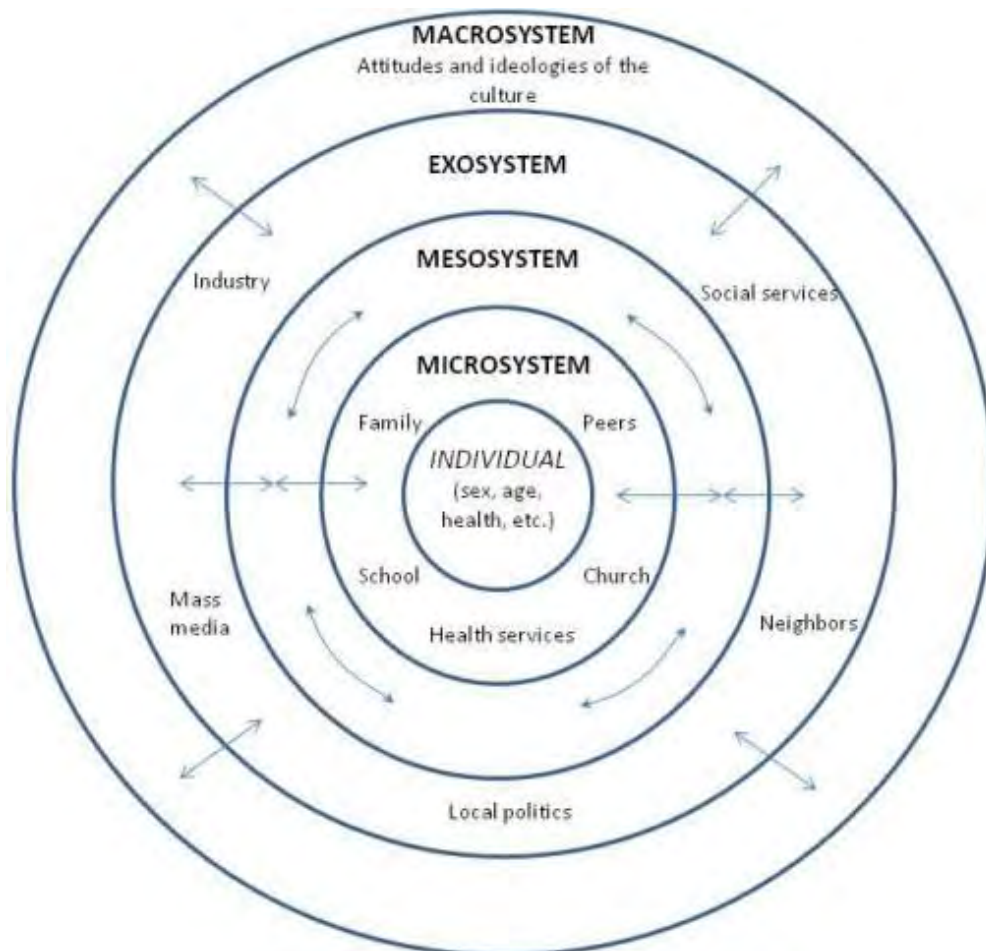 MACROSYSTEM
Attitudes and ideologies of the
culture
EXOSYSTEM
MESOSYSTEM
Industry
Social services
MICROSYSTEM
Family
Peers
INDIVIDUAL
(sex, age,
health, etc.)
School
Church
Mass
media
Neighbors
Health services
Local politics